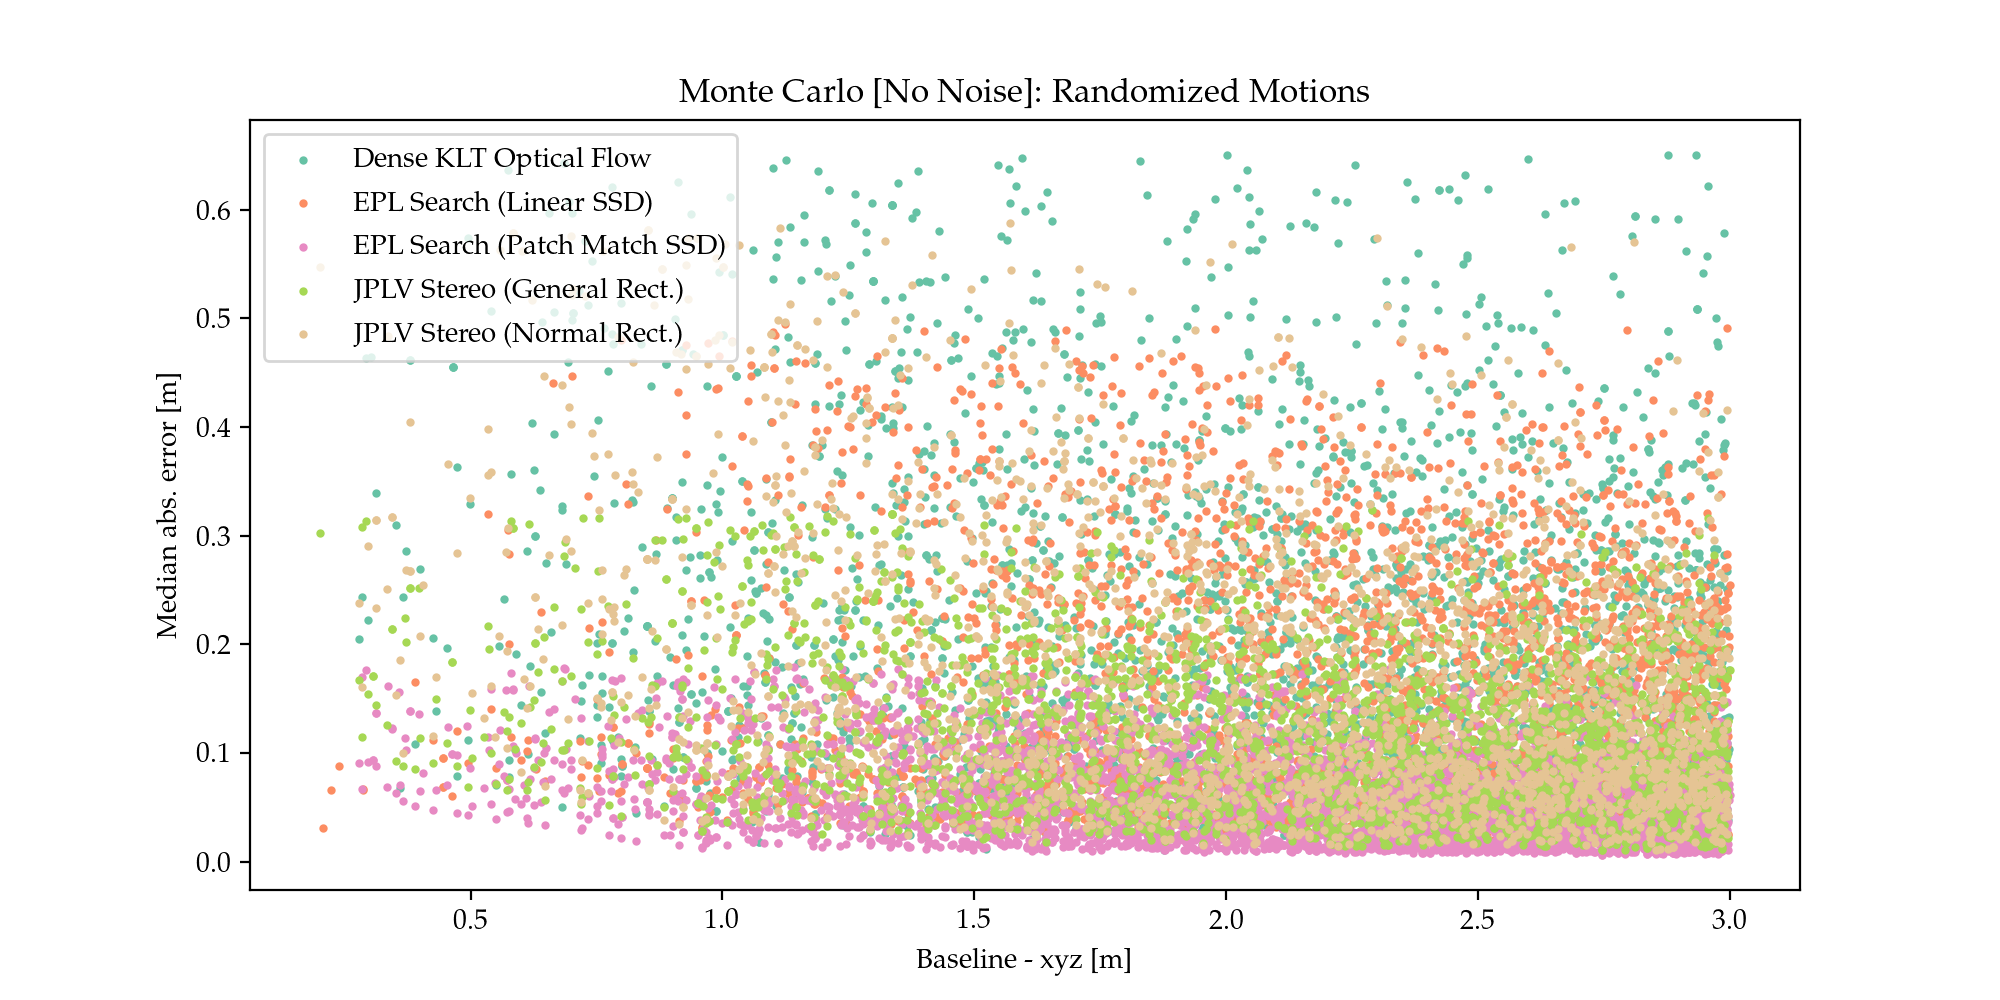 Monte Carlo [No Noise]: Randomized Motions
Dense KLT Optical Flow
EPL Search (Linear SSD)
EPL Search (Patch Match SSD)
JPLV Stereo (General Rect.)
JPLV Stereo (Normal Rect.)
Median abs. error [m]
0.6
0.5
0.4
0.3
0.2
0.1
0.0
0.5 1.0 1.5 2.0 2.5 3.0
Baseline - xyz [m]